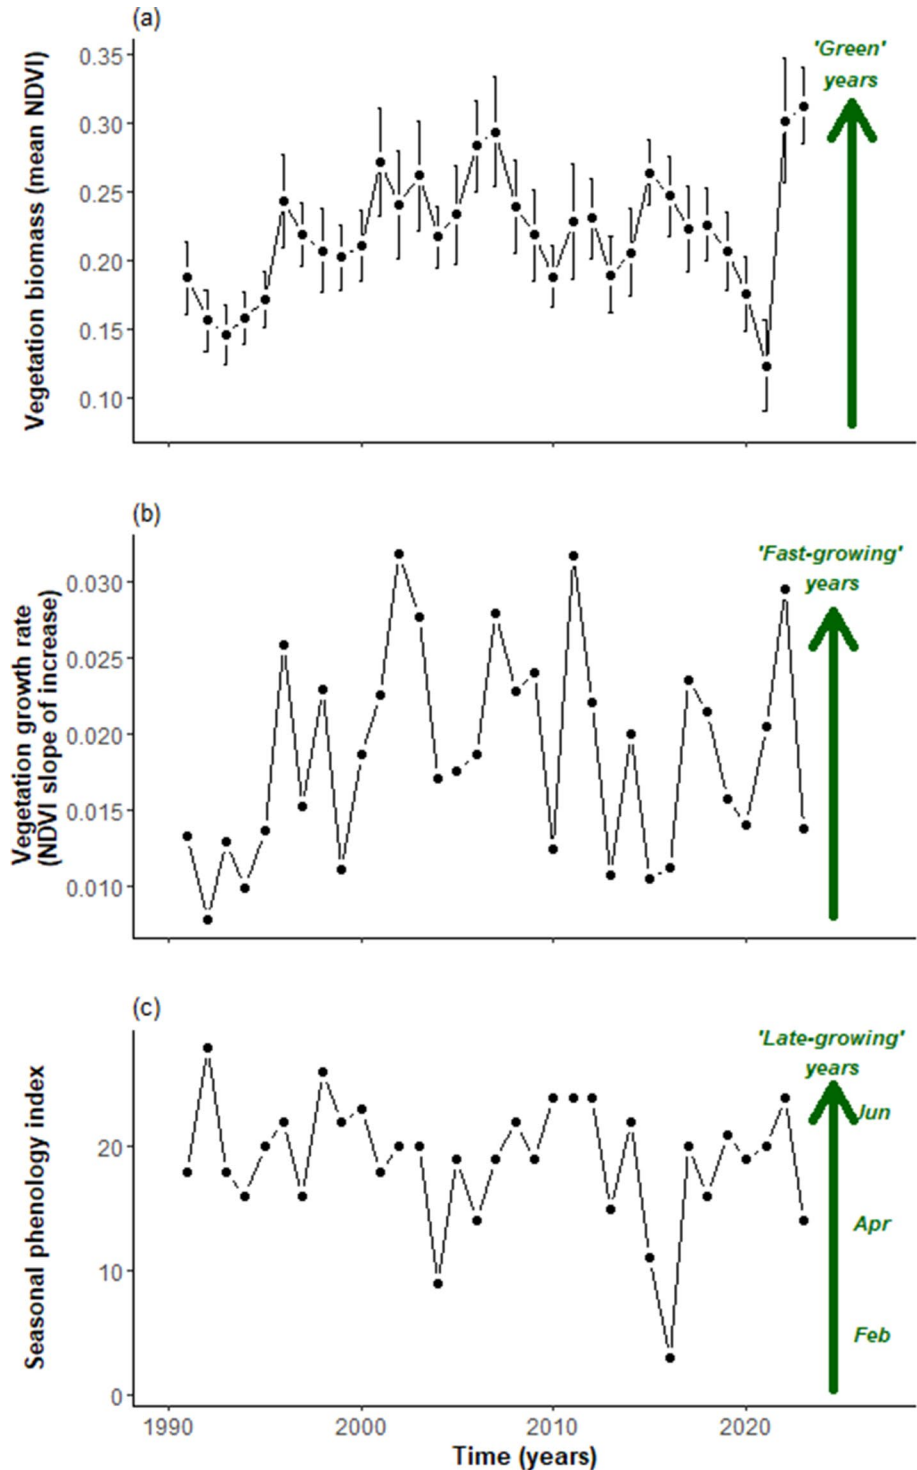 (a)
Vegetation biomass (mean NDVI)
0.35
0.30
0.25
0.20
0.15
0.10
'Green'
years
(b)
Vegetation growth rate
(NDVI slope of increase)
0.030
0.025
0.020
0.015
0.010
'Fast-growing'
years
(c)
Seasonal phenology index
20
10
0
'Late-growing'
years
Jun
Apr
Feb
1990 2000 2010 2020
Time (years)